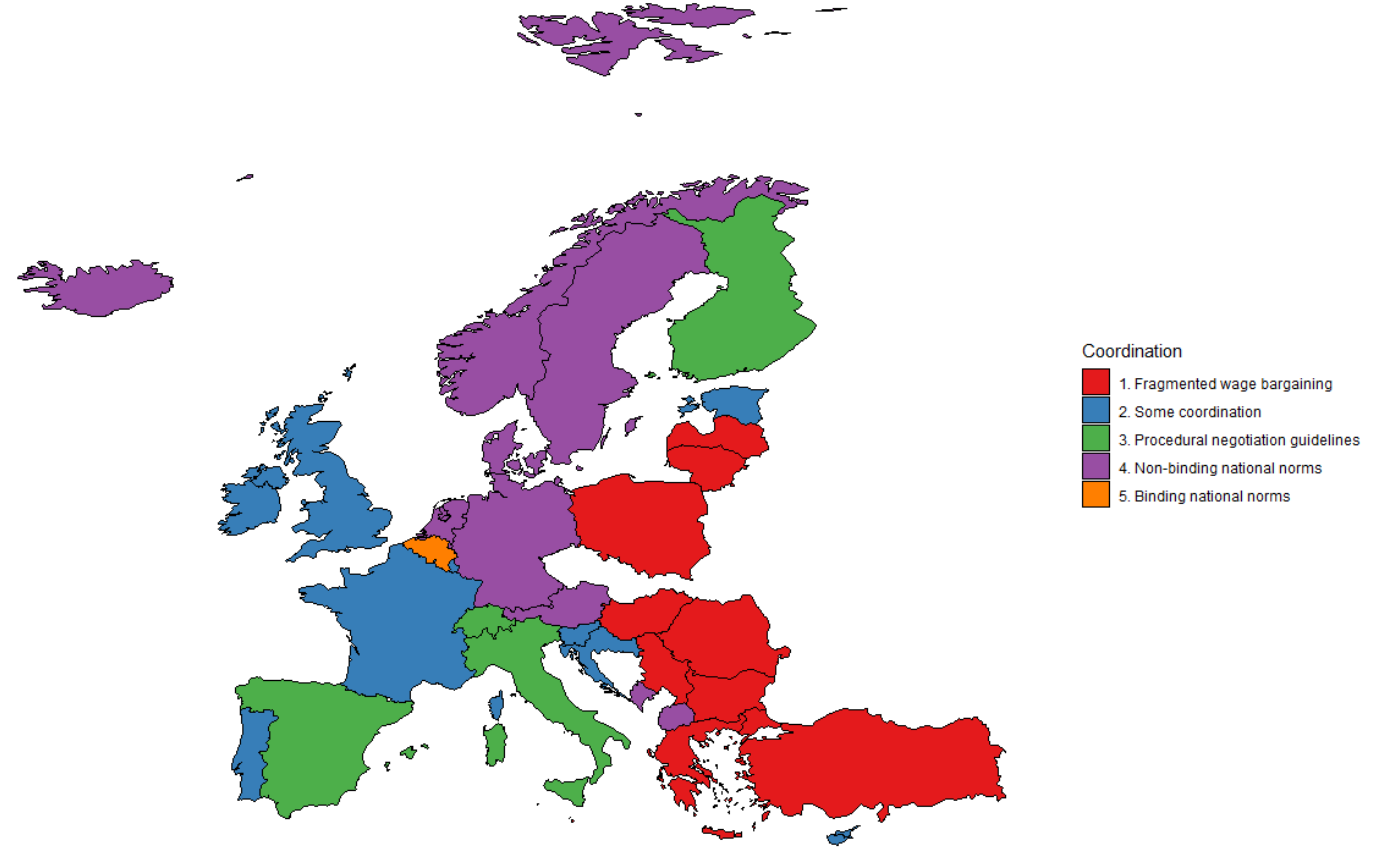 Coordination
1. Fragmented wage bargaining
2. Some coordination
3. Procedural negotiation guidelines
4. Non-binding national norms
5. Binding national norms